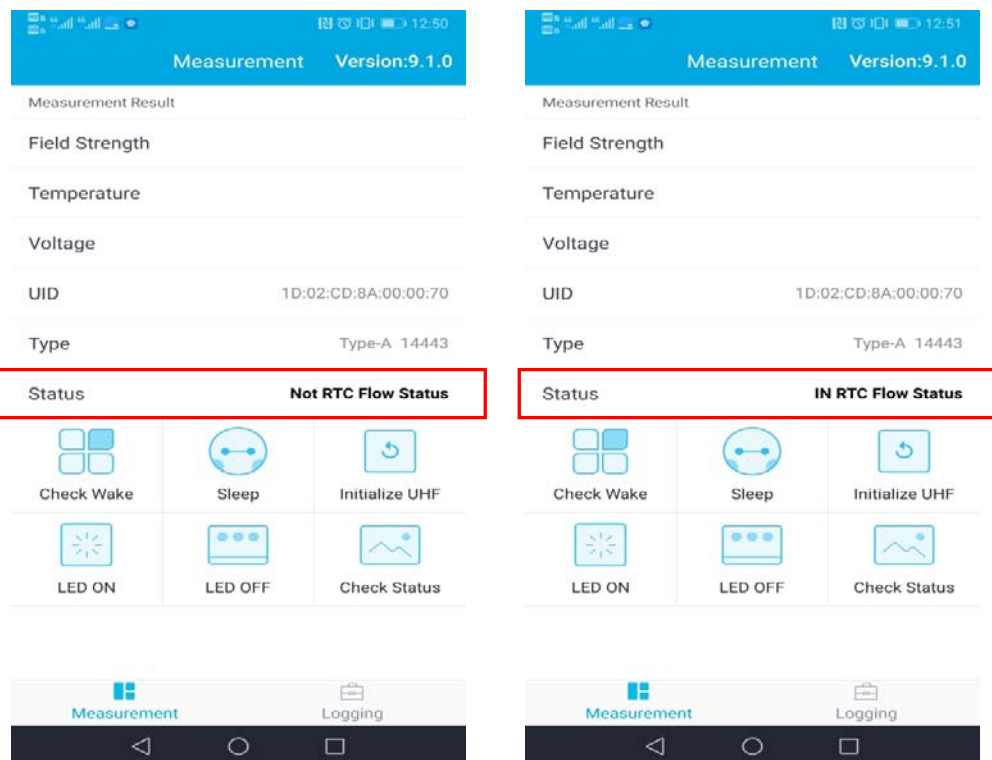 12:50
Measurement Version:9.1.0
Measurement Result
Field Strength
Temperature
Voltage
UID 1D:02:CD:8A:00:00:70
Type Type-A 14443
Status Not RTC Flow Status
Check Wake Sleep Initialize UHF
LED ON LED OFF Check Status
Measurement Logging
12:51
Measurement Version:9.1.0
Measurement Result
Field Strength
Temperature
Voltage
UID 1D:02:CD:8A:00:00:70
Type Type-A 14443
Status IN RTC Flow Status
Check Wake Sleep Initialize UHF
LED ON LED OFF Check Status
Measurement Logging